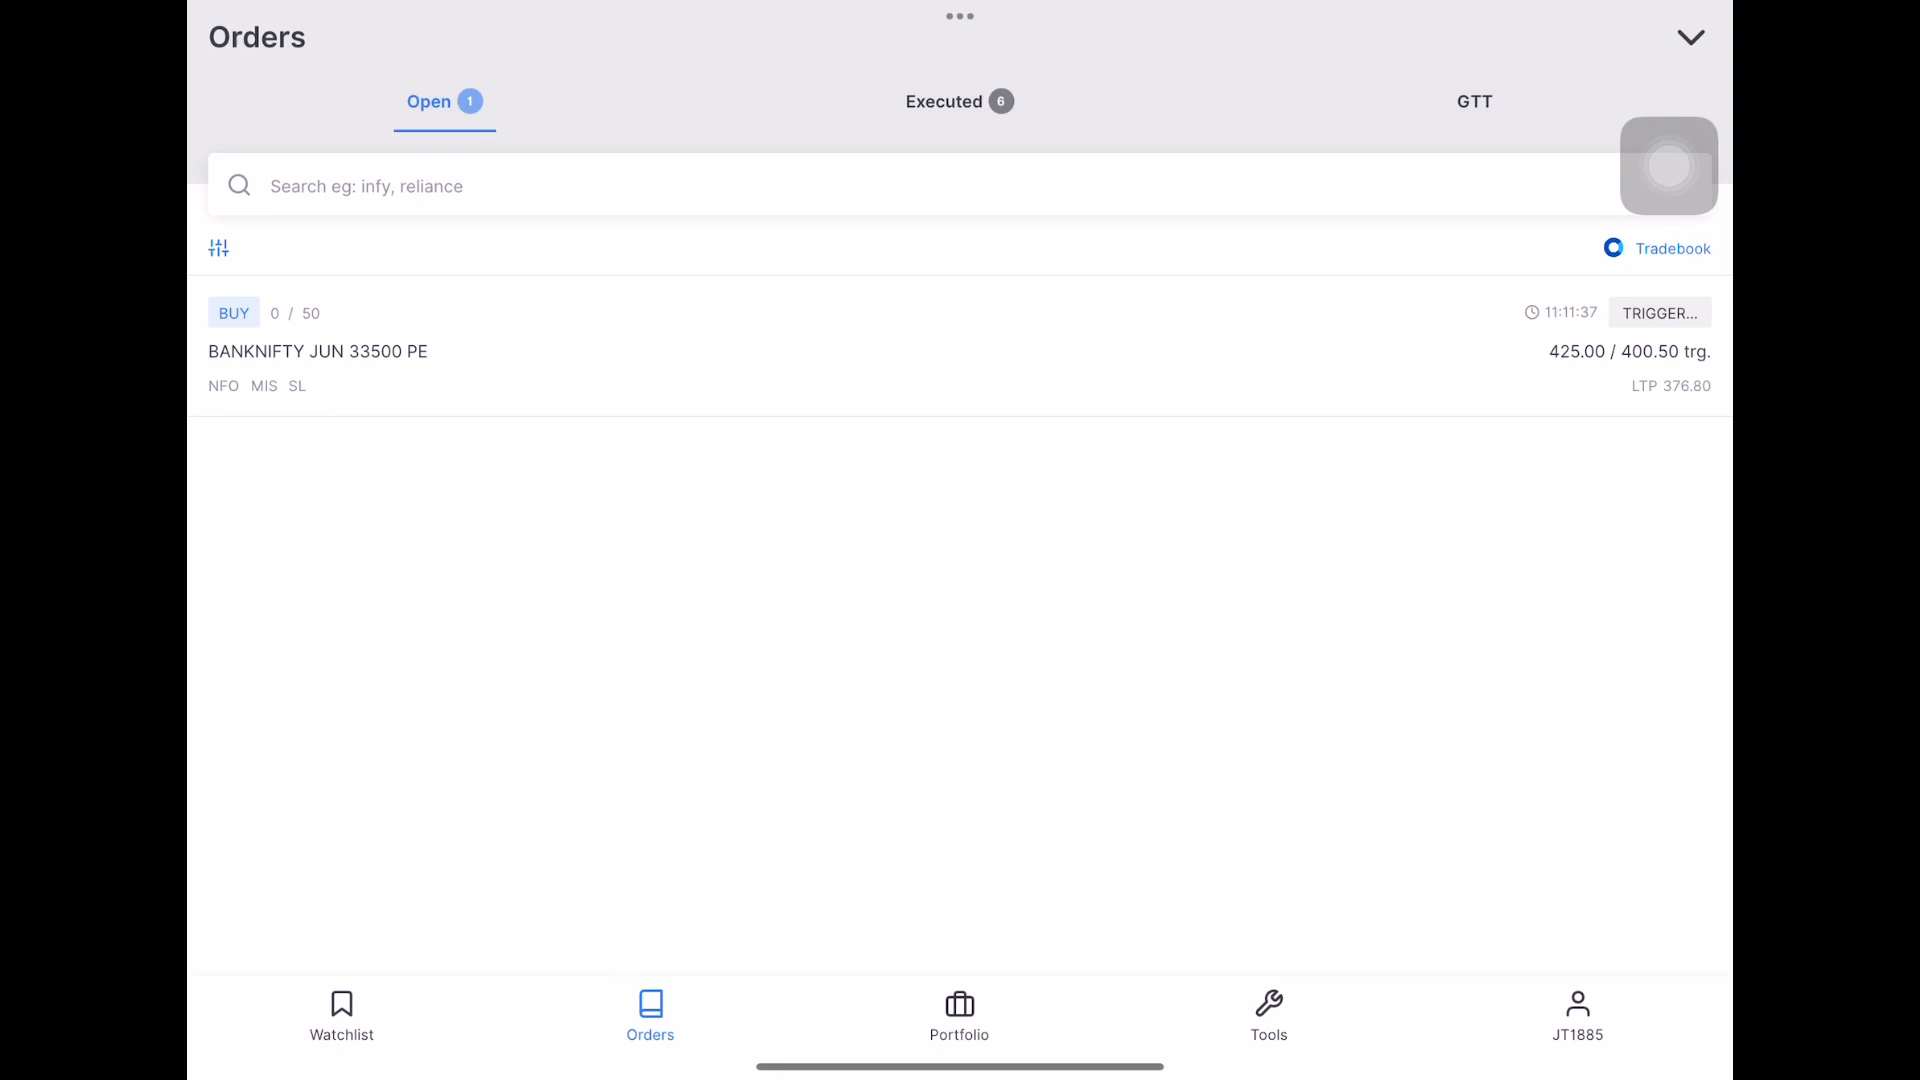 Orders
Open 1
Executed 6
GTT
Search eg: infy, reliance
Tradebook
BUY 0 / 50
11:11:37 TRIGGER...
BANKNIFTY JUN 33500 PE
425.00 / 400.50 trg.
NFO MIS SL
LTP 376.80
Watchlist
Orders
Portfolio
Tools
JT1885